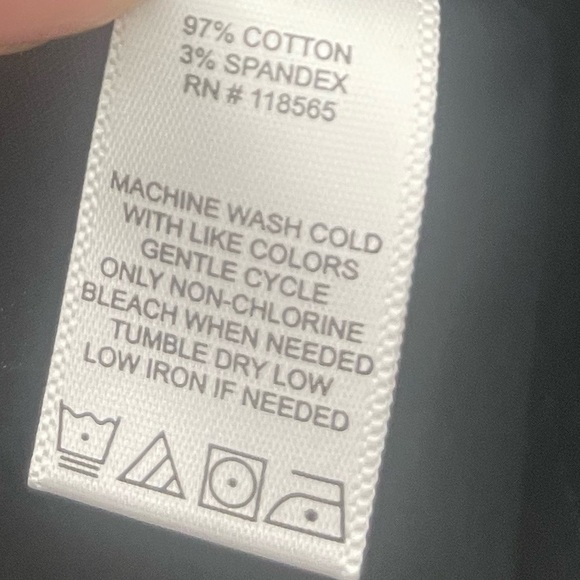 97% COTTON
3% SPANDEX
RN # 118565
MACHINE WASH COLD
WITH LIKE COLORS
GENTLE CYCLE
ONLY NON-CHLORINE
BLEACH WHEN NEEDED
TUMBLE DRY LOW
LOW IRON IF NEEDED